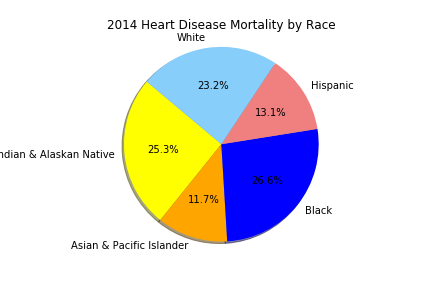 2014 Heart Disease Mortality by Race
White
23.2%
Hispanic
13.1%
25.3%
ndian & Alaskan Native
26.6%
11.7%
Black
Asian & Pacific Islander